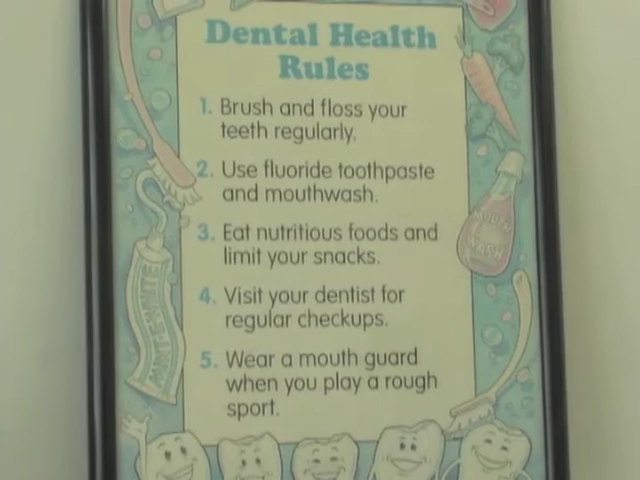 Dental Health
Rules
1. Brush and floss your
teeth regularly.
2. Use fluoride toothpaste
and mouthwash.
3. Eat nutritious foods and
limit your snacks.
4. Visit your dentist for
regular checkups.
5. Wear a mouth guard
when you play a rough
sport.
MOUTH
WASH